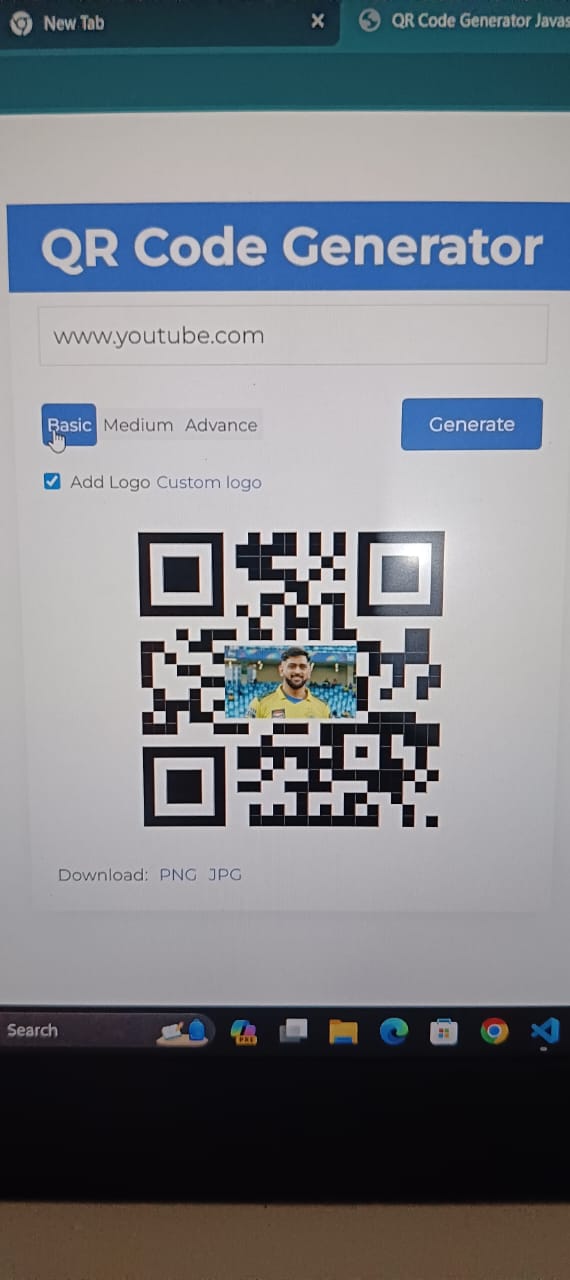 New Tab
QR Code Generator Javas
QR Code Generator
www.youtube.com
Basic Medium Advance Generate
Add Logo Custom logo
Download: PNG JPG
Search
PRE